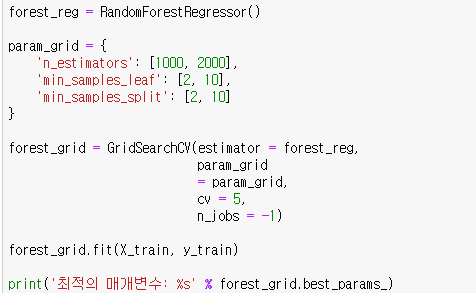 forest_reg = RandomForestRegressor()
param_grid = {
'n_estimators': [1000, 2000],
'min_samples_leaf': [2, 10],
'min_samples_split': [2, 10]
}
forest_grid = GridSearchCV(estimator = forest_reg,
param_grid
= param_grid,
cv = 5,
n_jobs = -1)
forest_grid.fit(X_train, y_train)
print('최적의 매개변수: %s' % forest_grid.best_params_)